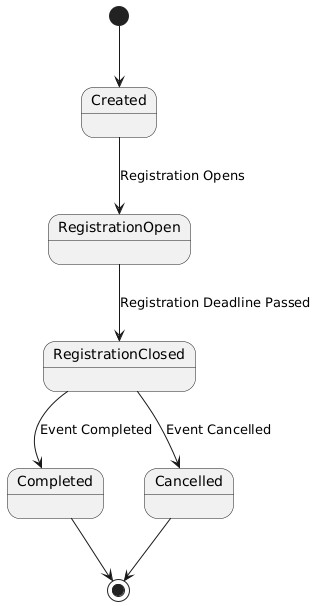 Created
Registration Opens
RegistrationOpen
Registration Deadline Passed
RegistrationClosed
Event Completed
Event Cancelled
Completed
Cancelled